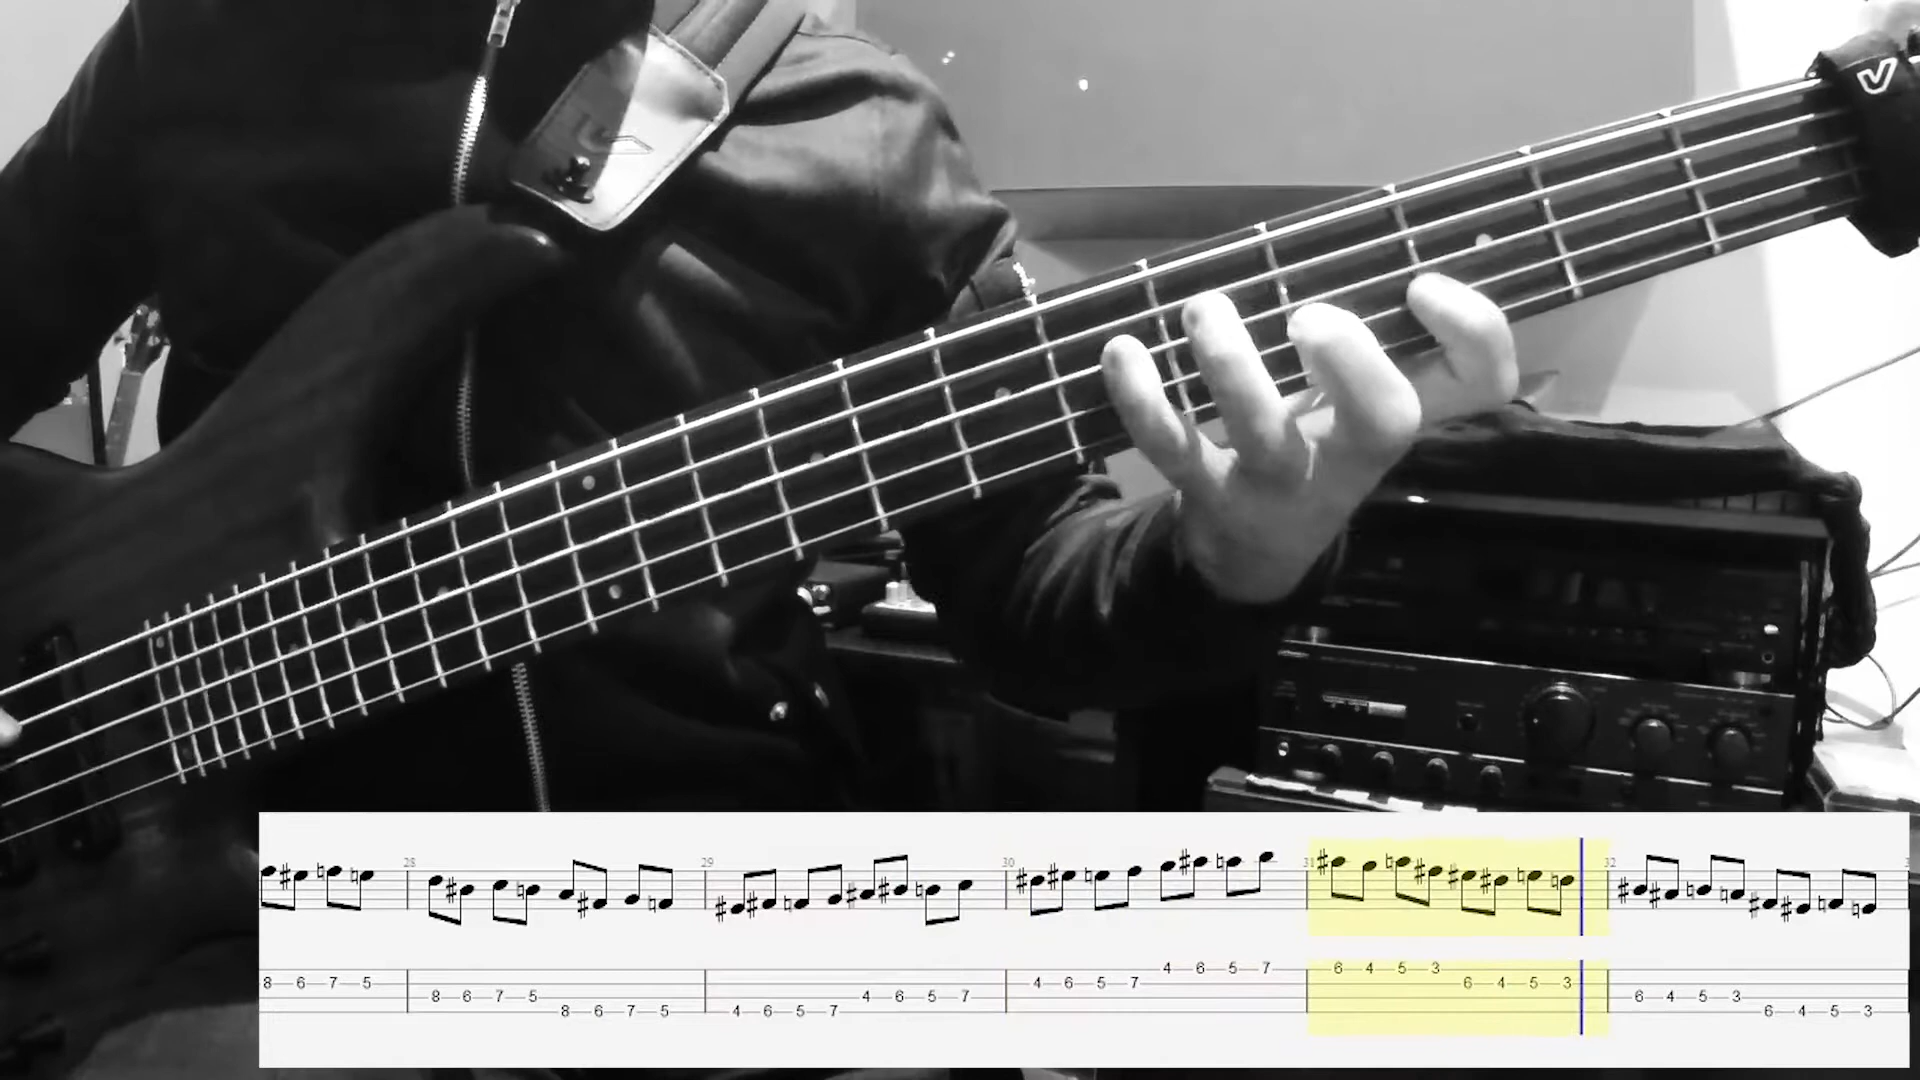 V
28 29 30 31 32
4 6 5 7 6 4 5 3
8 6 7 5 4 6 5 7 6 4 5 3
8 6 7 5 4 6 5 7 6 4 5 3
8 6 7 5 4 6 5 7 6 4 5 3